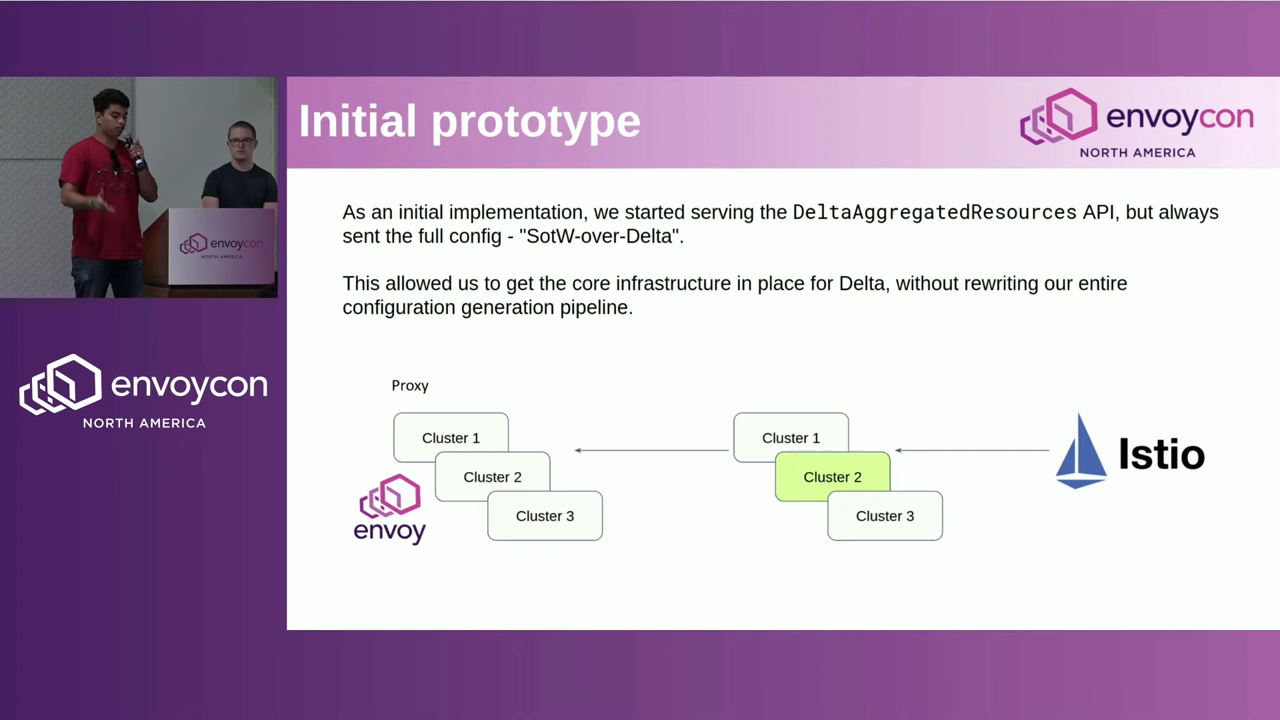 Initial prototype
envoycon
NORTH AMERICA
As an initial implementation, we started serving the DeltaAggregatedResources API, but always
sent the full config - "SotW-over-Delta".
This allowed us to get the core infrastructure in place for Delta, without rewriting our entire
configuration generation pipeline.
Proxy
Cluster 1
Cluster 2
Cluster 3
envoy
Cluster 1
Cluster 2
Cluster 3
Istio
envoycon
NORTH AMERICA
envoycon
NORTH AMERICA